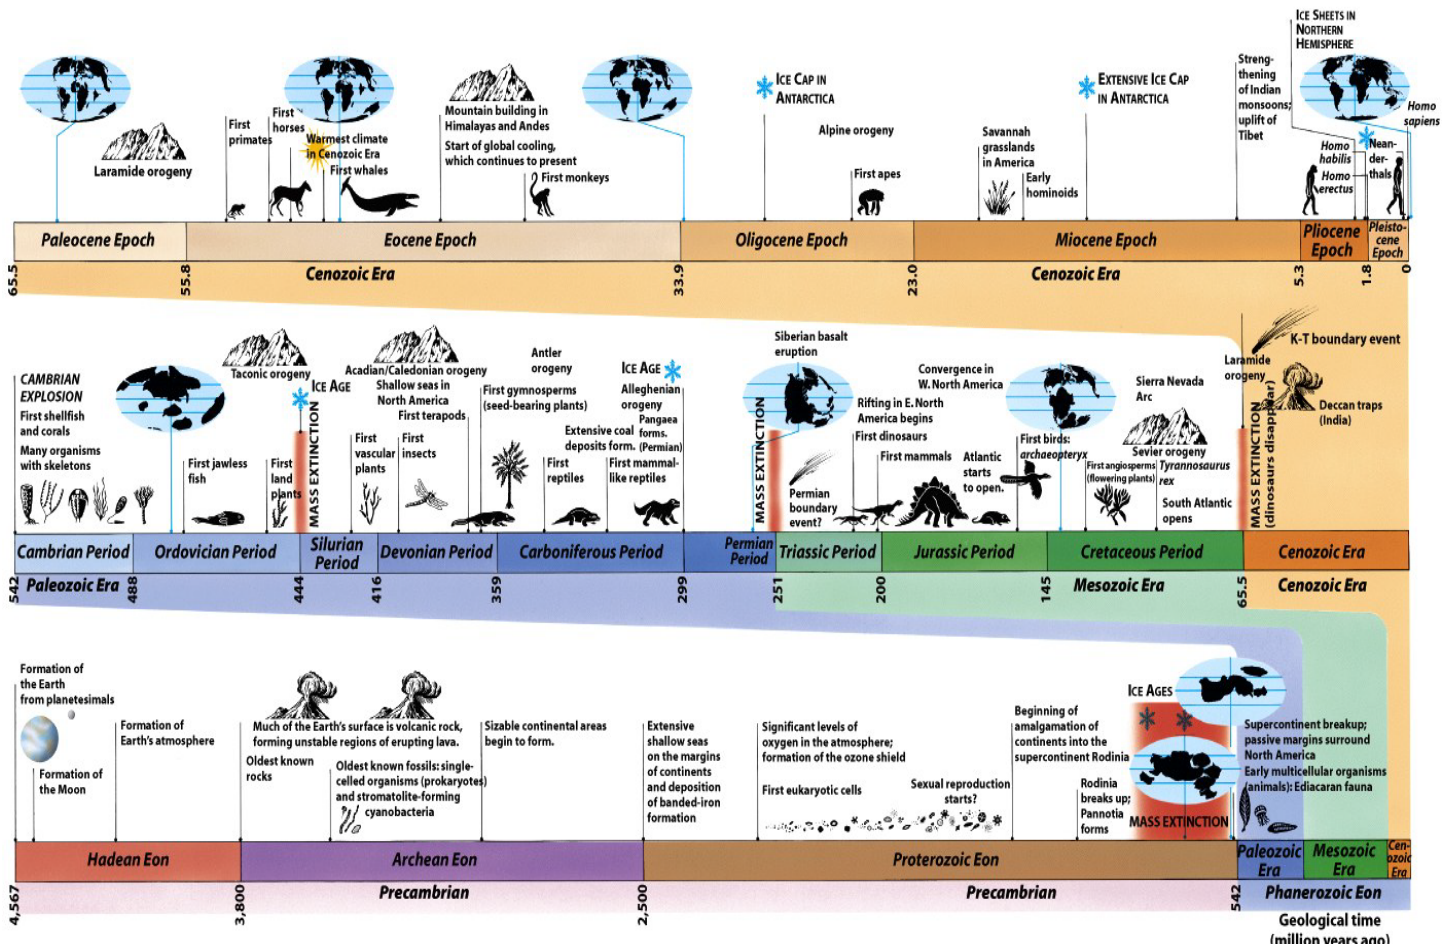 ICE SHEETS IN
NORTHERN
HEMISPHERE
ICE CAP IN
ANTARCTICA
EXTENSIVE ICE CAP
IN ANTARCTICA
Streng-
thening
of Indian
monsoons;
uplift of
Tibet
Homo
sapiens
Laramide orogeny
First
primates
First
horses
Warmest climate
in Cenozoic Era
First whales
Mountain building in
Himalayas and Andes
Start of global cooling,
which continues to present
First monkeys
Alpine orogeny
First apes
Savannah
grasslands
in America
Early
hominoids
Homo
habilis
Homo
erectus
Nean-
der-
thals
Paleocene Epoch
Eocene Epoch
Oligocene Epoch
Miocene Epoch
Pliocene
Epoch
Pleisto-
cene
Epoch
65.5
55.8
Cenozoic Era
33.9
23.0
Cenozoic Era
5.3
1.8
0
CAMBRIAN
EXPLOSION
First shellfish
and corals
Many organisms
with skeletons
First jawless
fish
Taconic orogeny
First
land
plants
ICE AGE
MASS EXTINCTION
Acadian/Caledonian orogeny
Shallow seas in
North America
First terapods
First
vascular
plants
First
insects
Antler
orogeny
First gymnosperms
(seed-bearing plants)
Extensive coal
deposits form.
First
reptiles
ICE AGE
Alleghenian
orogeny
Pangaea
forms.
(Permian)
First mammal-
like reptiles
MASS EXTINCTION
Siberian basalt
eruption
Permian
boundary
event?
Convergence in
W. North America
Rifting in E. North
America begins
First dinosaurs
First mammals
Atlantic
starts
to open.
First birds:
archaeopteryx
Sierra Nevada
Arc
Sevier orogeny
First angiosperms
(flowering plants)
Tyrannosaurus
rex
South Atlantic
opens
Laramide
orogeny
MASS EXTINCTION
(dinosaurs disappear)
K-T boundary event
Deccan traps
(India)
Cambrian Period
Ordovician Period
Silurian
Period
Devonian Period
Carboniferous Period
Permian
Period
Triassic Period
Jurassic Period
Cretaceous Period
Cenozoic Era
542
Paleozoic Era
488
444
416
359
299
251
200
145
Mesozoic Era
65.5
Cenozoic Era
Formation of
the Earth
from planetesimals
Formation of
the Moon
Formation of
Earth's atmosphere
Much of the Earth's surface is volcanic rock,
forming unstable regions of erupting lava.
Oldest known
rocks
Oldest known fossils: single-
celled organisms (prokaryotes)
and stromatolite-forming
cyanobacteria
Sizable continental areas
begin to form.
Extensive
shallow seas
on the margins
of continents
and deposition
of banded-iron
formation
Significant levels of
oxygen in the atmosphere;
formation of the ozone shield
First eukaryotic cells
Sexual reproduction
starts?
Beginning of
amalgamation of
continents into the
supercontinent Rodinia
Rodinia
breaks up;
Pannotia
forms
ICE AGES
MASS EXTINCTION
Supercontinent breakup;
passive margins surround
North America
Early multicellular organisms
(animals): Ediacaran fauna
Hadean Eon
Archean Eon
Proterozoic Eon
Paleozoic
Era
Mesozoic
Era
Cen-
ozoic
Era
4,567
3,800
Precambrian
2,500
Precambrian
542
Phanerozoic Eon
Geological time
(million years ago)